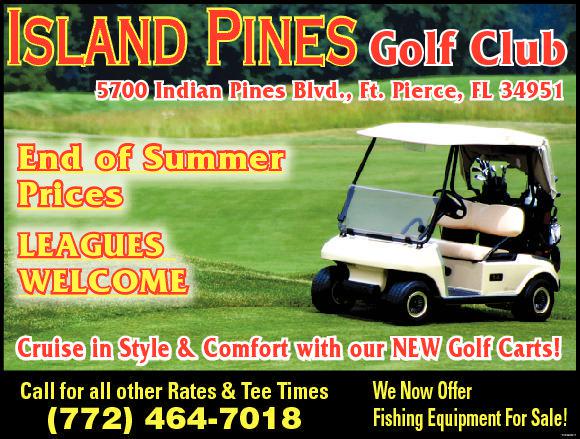 ISLAND PINES Golf Club
5700 Indian Pines Blvd., Ft. Pierce, FL 34951
End of Summer
Prices
LEAGUES
WELCOME
Cruise in Style & Comfort with our NEW Golf Carts!
Call for all other Rates & Tee Times
(772) 464-7018
We Now Offer
Fishing Equipment For Sale!